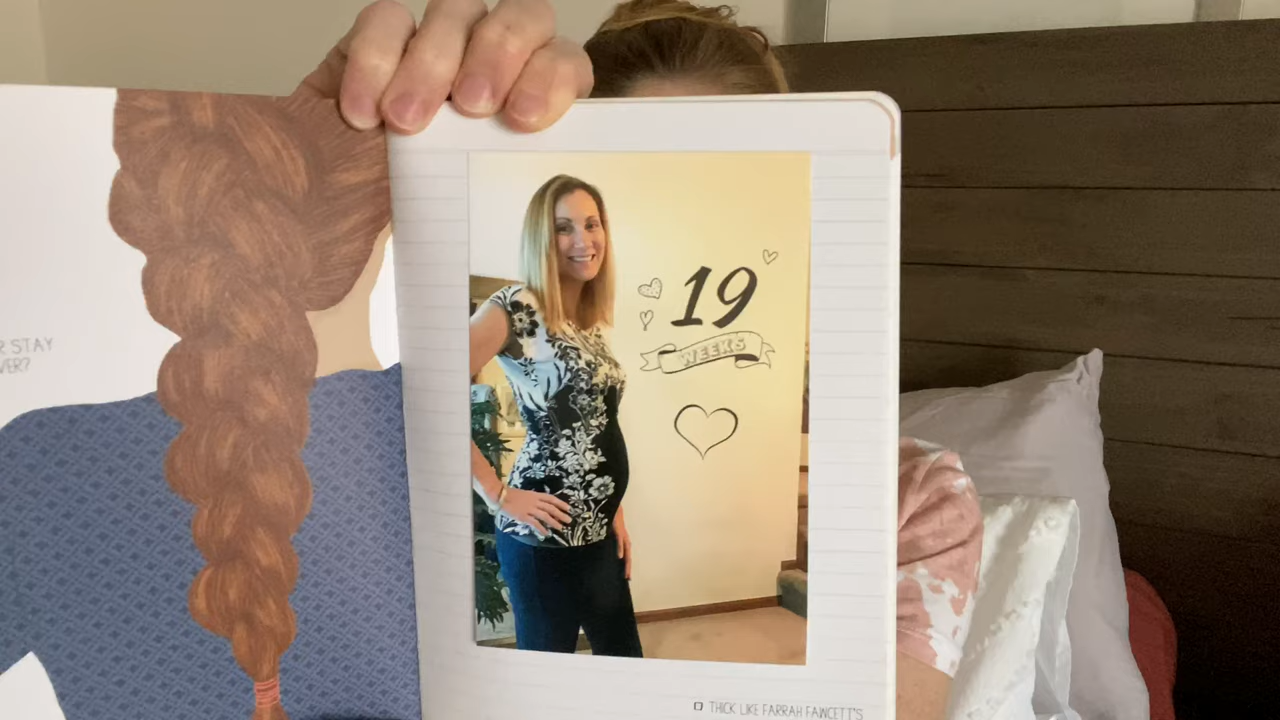 R STAY
VER?
19
WEEKS
THICK LIKE FARRAH FAWCETT'S